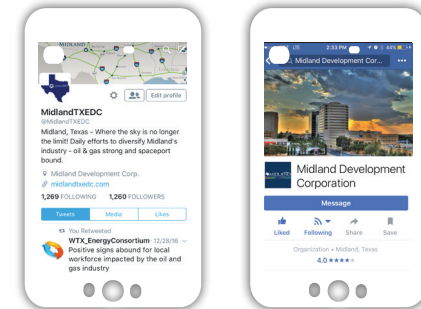 MIDLAND
Edit profile
MidlandTXEDC
@MidlandTXEDC
Midland, Texas - Where the sky is no longer
the limit! Daily efforts to diversify Midland's
industry - oil & gas strong and spaceport
bound.
Midland Development Corp.
midlandtxedc.com
1,269 FOLLOWING 1,260 FOLLOWERS
Tweets Media Likes
You Retweeted
WTX_EnergyConsortium · 12/28/16
Positive signs abound for local
workforce impacted by the oil and
gas industry
LTE 2:33 PM 44%
Midland Development Cor...
Midland Development
Corporation
Message
Liked Following Share Save
Organization • Midland, Texas
4.0 ★★★★★